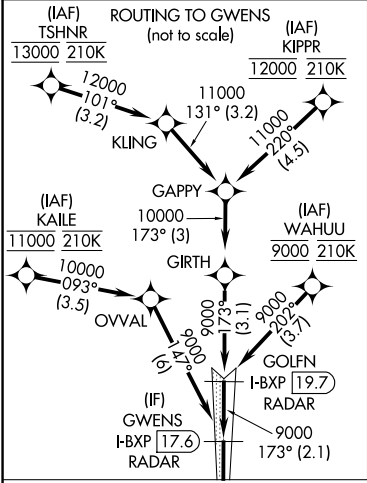 ROUTING TO GWENS
(not to scale)
(IAF)
TSHNR
13000 210K
(IAF)
KIPPR
12000 210K
12000
101°
(3.2)
KLING
11000
131° (3.2)
11000
220°
(4.5)
GAPPY
10000
173° (3)
(IAF)
KAILE
11000 210K
10000
093°
(3.5)
OVVAL
GIRTH
(IAF)
WAHUU
9000 210K
9000
173°
(3.1)
9000
202°
(3.7)
9000
147°
(6)
GOLFN
I-BXP 19.7
RADAR
(IF)
GWENS
I-BXP 17.6
RADAR
9000
173° (2.1)